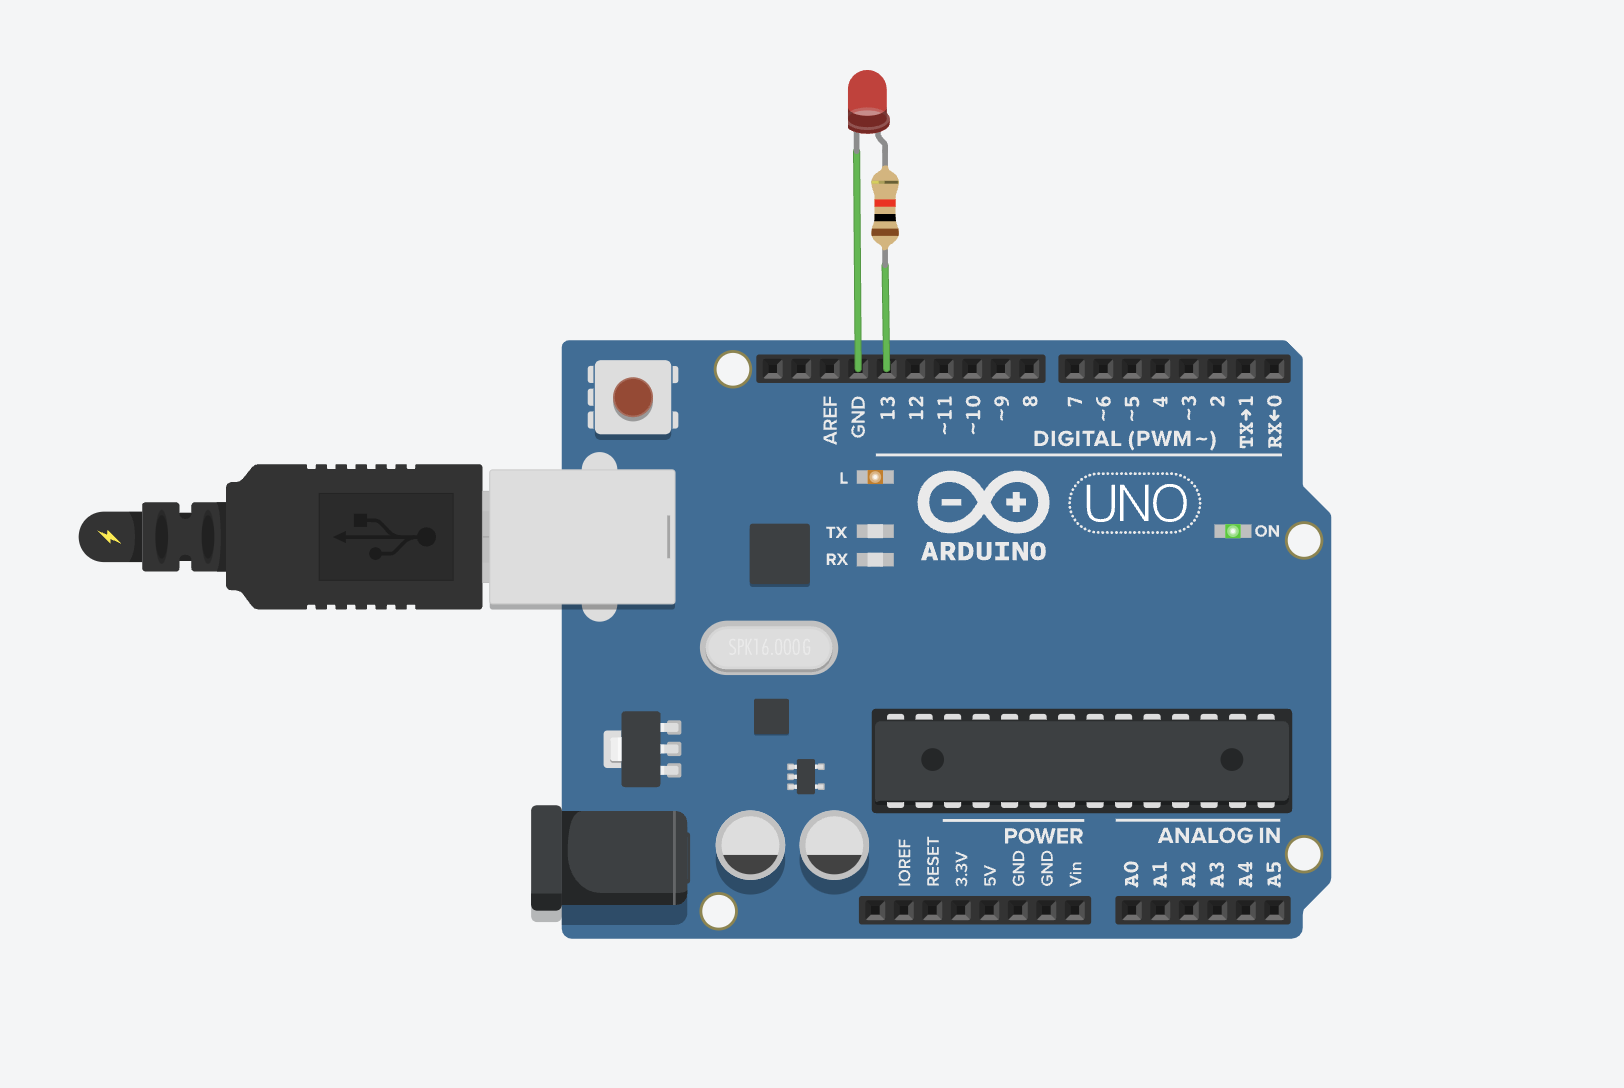 AREF
GND
13
12
~11
~10
~9
8
7
~6
~5
4
~3
2
TX→1
RX←0
DIGITAL (PWM~)
L
TX
RX
ARDUINO
UNO
ON
SPK16.000G
POWER
ANALOG IN
IOREF
RESET
3.3V
5V
GND
GND
Vin
A0
A1
A2
A3
A4
A5